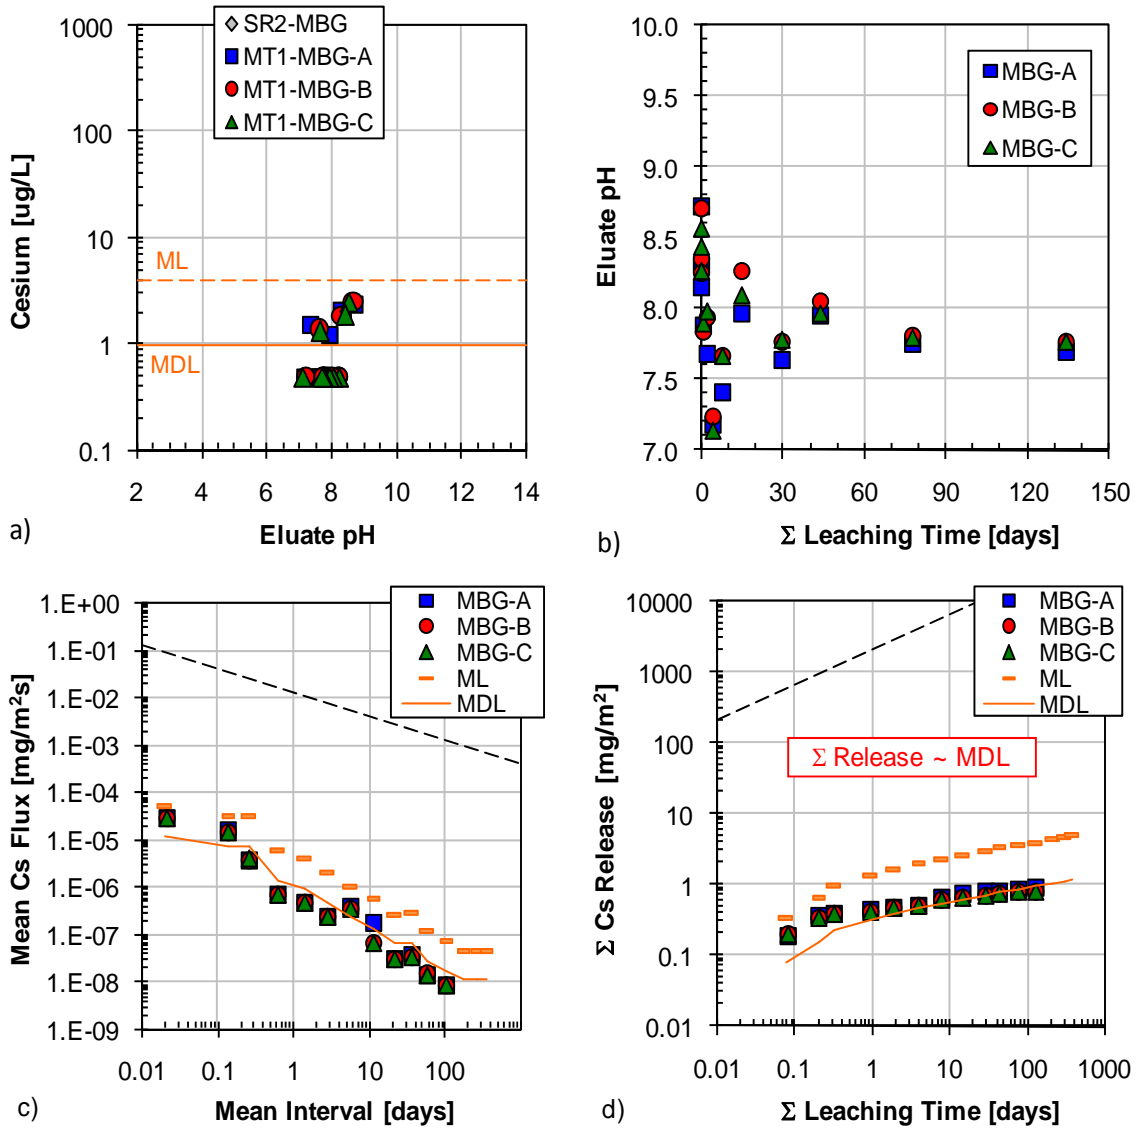 1000
100
10
1
0.1
Cesium [ug/L]
SR2-MBG
MT1-MBG-A
MT1-MBG-B
MT1-MBG-C
ML
MDL
2 4 6 8 10 12 14
Eluate pH
a)
10.0
9.5
9.0
8.5
8.0
7.5
7.0
Eluate pH
MBG-A
MBG-B
MBG-C
0 30 60 90 120 150
Σ Leaching Time [days]
b)
1.E+00
1.E-01
1.E-02
1.E-03
1.E-04
1.E-05
1.E-06
1.E-07
1.E-08
1.E-09
Mean Cs Flux [mg/m²s]
MBG-A
MBG-B
MBG-C
ML
MDL
0.01 0.1 1 10 100
Mean Interval [days]
c)
10000
1000
100
10
1
0.1
0.01
Σ Cs Release [mg/m²]
MBG-A
MBG-B
MBG-C
ML
MDL
Σ Release ~ MDL
0.01 0.1 1 10 100 1000
Σ Leaching Time [days]
d)